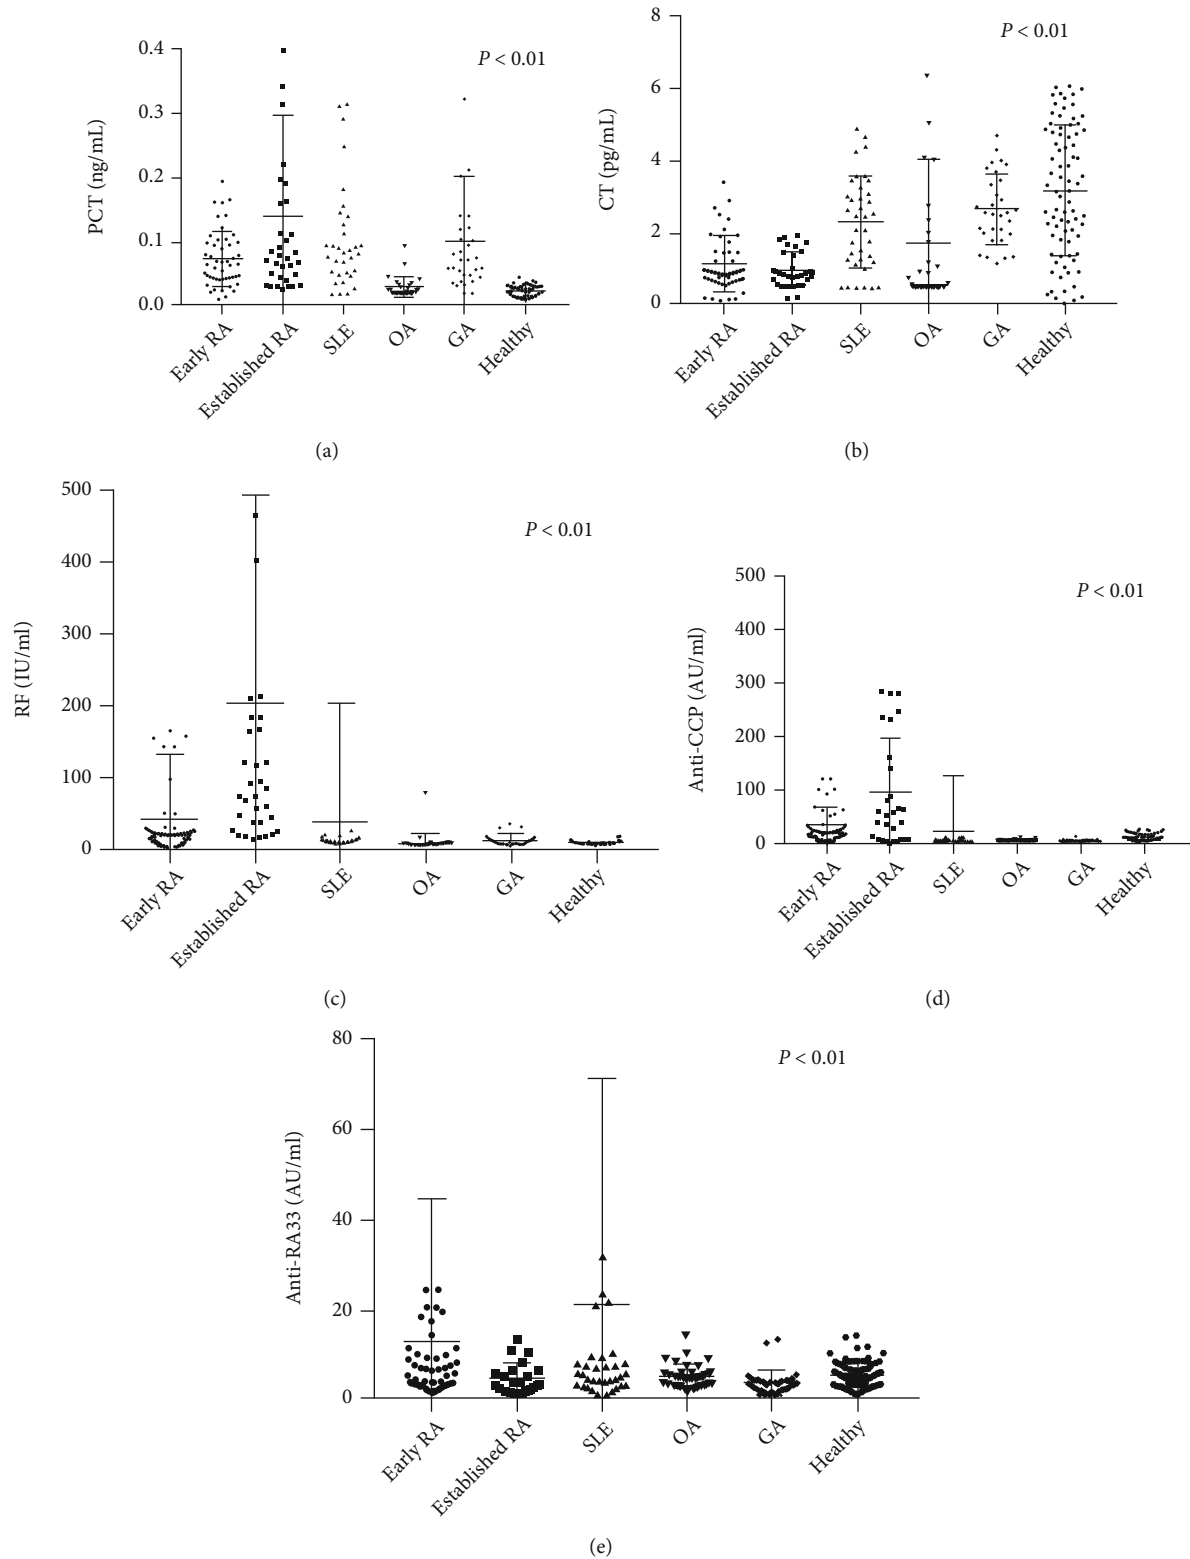 PCT (ng/mL)
0.4
0.3
0.2
0.1
0.0
P < 0.01
Early RA
Established RA
SLE
OA
GA
Healthy
(a)
CT (pg/mL)
8
6
4
2
0
P < 0.01
Early RA
Established RA
SLE
OA
GA
Healthy
(b)
RF (IU/ml)
500
400
300
200
100
0
P < 0.01
Early RA
Established RA
SLE
OA
GA
Healthy
(c)
Anti-CCP (AU/ml)
500
400
300
200
100
0
P < 0.01
Early RA
Established RA
SLE
OA
GA
Healthy
(d)
Anti-RA33 (AU/ml)
80
60
40
20
0
P < 0.01
Early RA
Established RA
SLE
OA
GA
Healthy
(e)